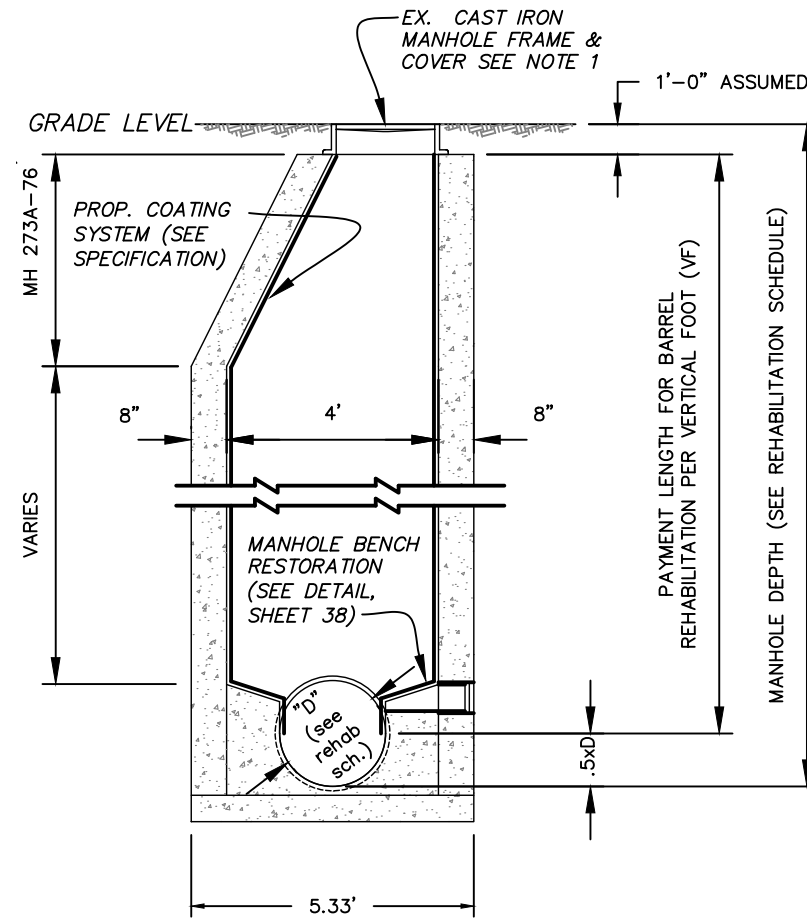 EX. CAST IRON
MANHOLE FRAME &
COVER SEE NOTE 1
1'-0" ASSUMED
GRADE LEVEL
MH 273A-76
PROP. COATING
SYSTEM (SEE
SPECIFICATION)
8"
4'
8"
VARIES
MANHOLE BENCH
RESTORATION
(SEE DETAIL,
SHEET 38)
PAYMENT LENGTH FOR BARREL
REHABILITATION PER VERTICAL FOOT (VF)
MANHOLE DEPTH (SEE REHABILITATION SCHEDULE)
"D"
(see
rehab
sch.)
.5xD
5.33'